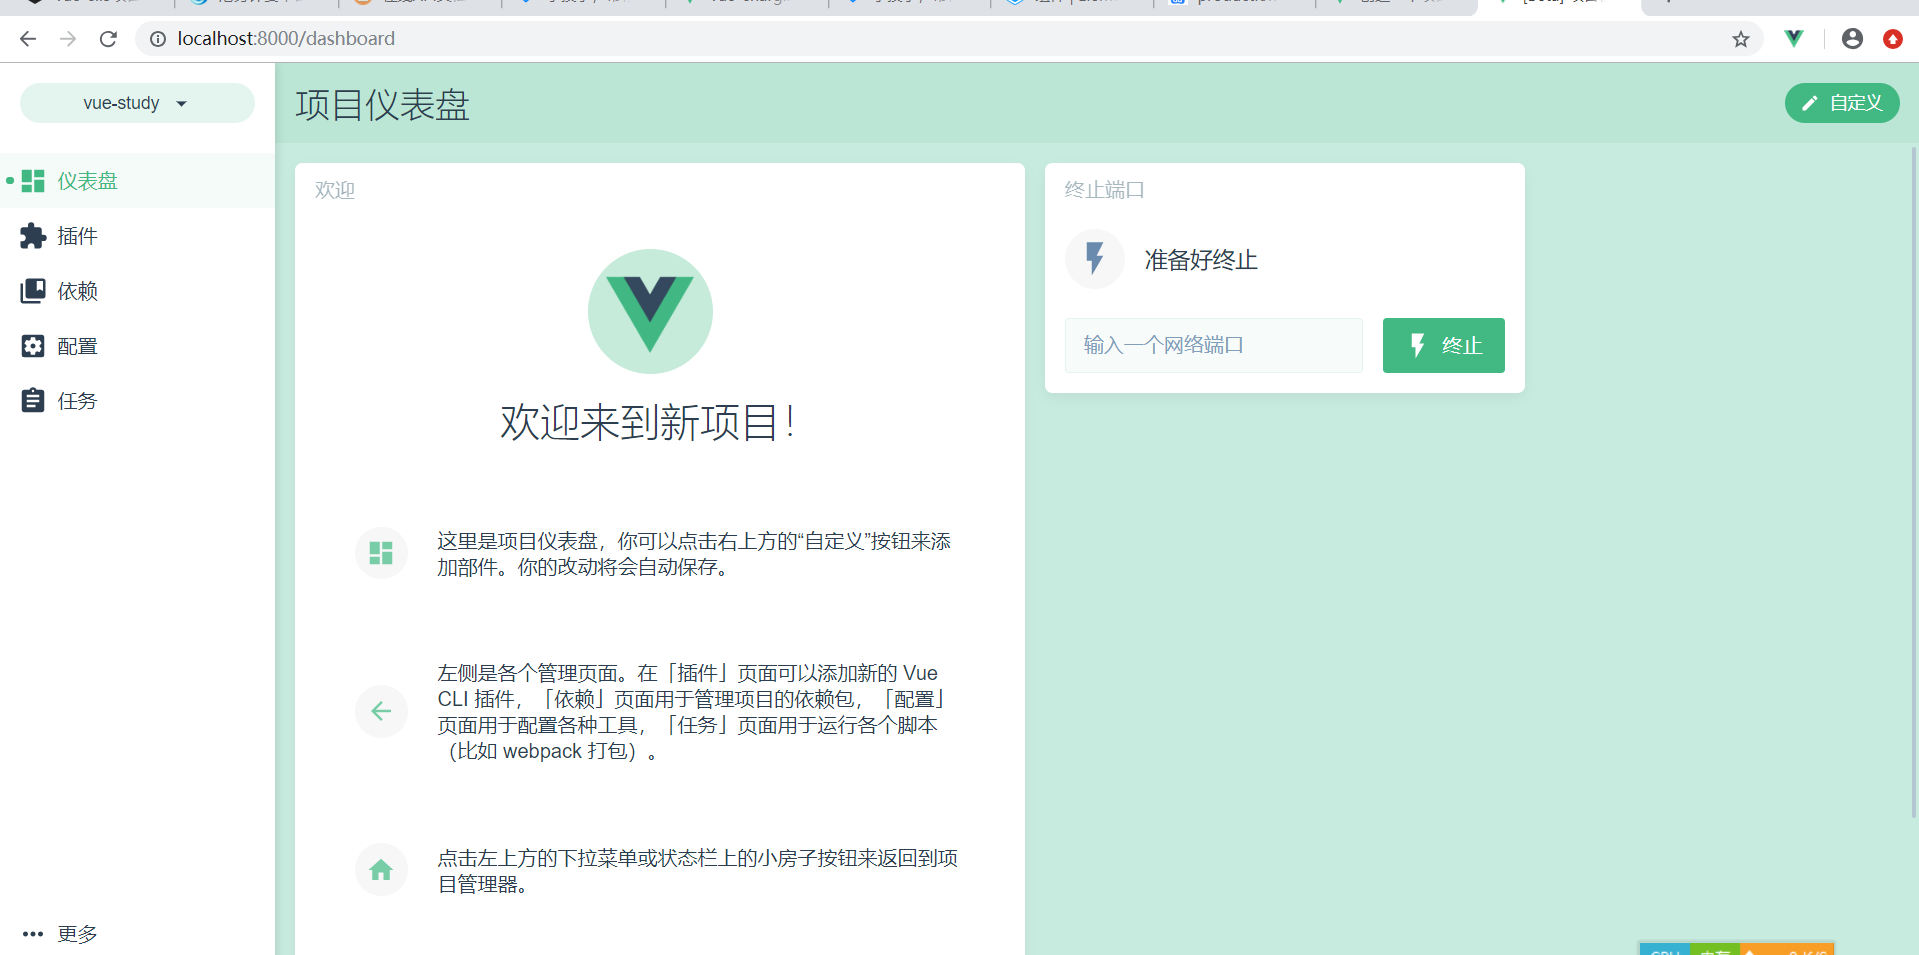 localhost:8000/dashboard
vue-study
项目仪表盘
自定义
仪表盘
插件
依赖
配置
任务
更多
欢迎
欢迎来到新项目！
这里是项目仪表盘，你可以点击右上方的“自定义”按钮来添
加部件。你的改动将会自动保存。
左侧是各个管理页面。在「插件」页面可以添加新的 Vue
CLI 插件，「依赖」页面用于管理项目的依赖包，「配置」
页面用于配置各种工具，「任务」页面用于运行各个脚本
（比如 webpack 打包）。
点击左上方的下拉菜单或状态栏上的小房子按钮来返回到项
目管理器。
终止端口
准备好终止
输入一个网络端口
终止